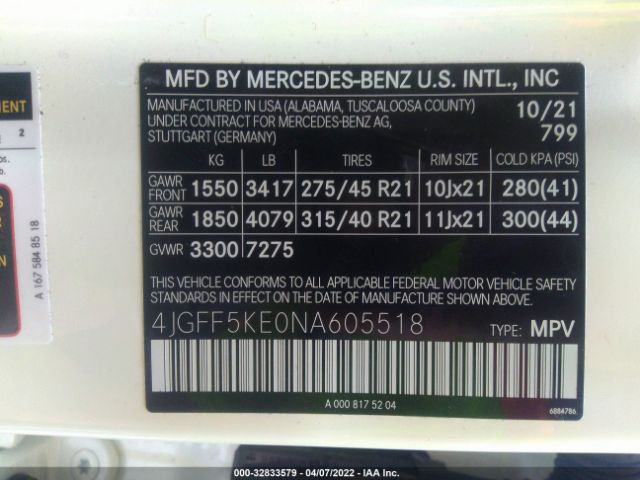 MFD BY MERCEDES-BENZ U.S. INTL., INC
MANUFACTURED IN USA (ALABAMA, TUSCALOOSA COUNTY) 10/21
UNDER CONTRACT FOR MERCEDES-BENZ AG, 799
STUTTGART (GERMANY)
KG LB TIRES RIM SIZE COLD KPA (PSI)
GAWR FRONT 1550 3417 275/45 R21 10Jx21 280(41)
GAWR REAR 1850 4079 315/40 R21 11Jx21 300(44)
GVWR 3300 7275
THIS VEHICLE CONFORMS TO ALL APPLICABLE FEDERAL MOTOR VEHICLE SAFETY
STANDARDS IN EFFECT ON THE DATE OF MANUFACTURE SHOWN ABOVE.
4JGFF5KE0NA605518 TYPE: MPV
A 000 817 52 04
6884786
2
A 167 584 85 18
000-32833579 - 04/07/2022 - IAA Inc.